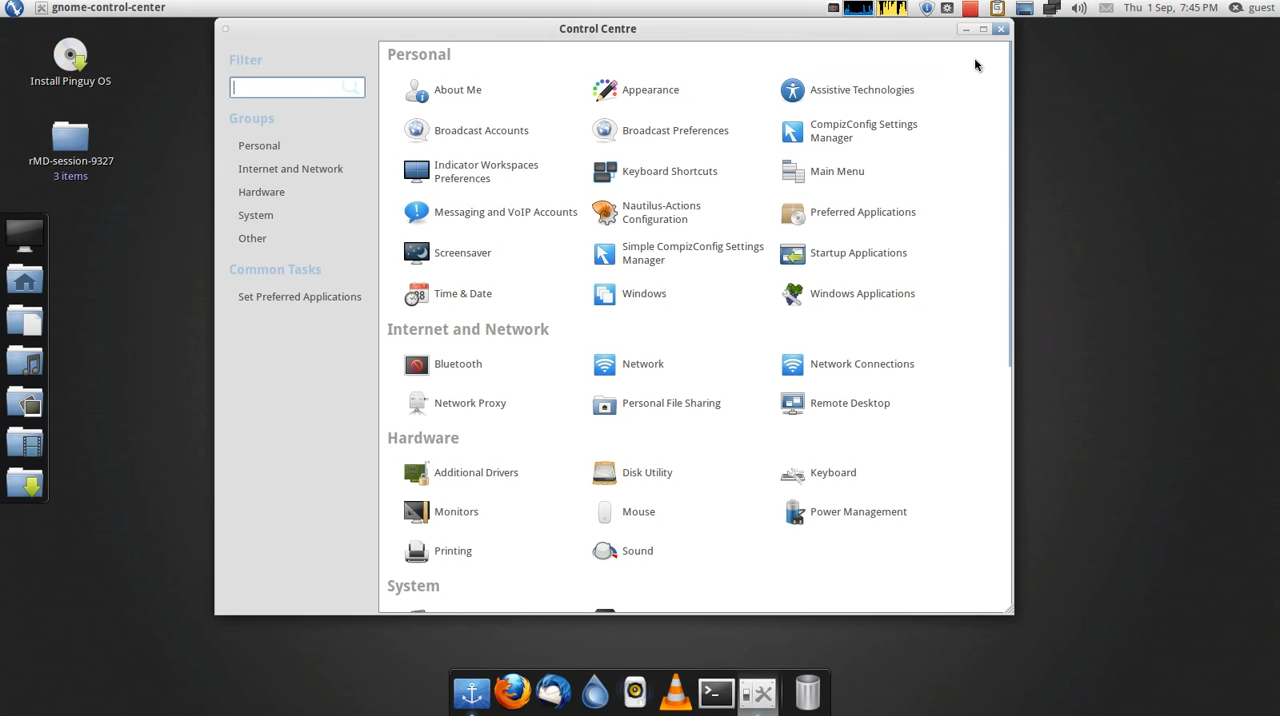 gnome-control-center
Thu 1 Sep, 7:45 PM
guest
Control Centre
Install Pinguy OS
rMD-session-9327
3 items
Filter
Groups
Personal
Internet and Network
Hardware
System
Other
Common Tasks
Set Preferred Applications
Personal
About Me
Appearance
Assistive Technologies
Broadcast Accounts
Broadcast Preferences
CompizConfig Settings
Manager
Indicator Workspaces
Preferences
Keyboard Shortcuts
Main Menu
Messaging and VoIP Accounts
Nautilus-Actions
Configuration
Preferred Applications
Screensaver
Simple CompizConfig Settings
Manager
Startup Applications
Time & Date
Windows
Windows Applications
Internet and Network
Bluetooth
Network
Network Connections
Network Proxy
Personal File Sharing
Remote Desktop
Hardware
Additional Drivers
Disk Utility
Keyboard
Monitors
Mouse
Power Management
Printing
Sound
System